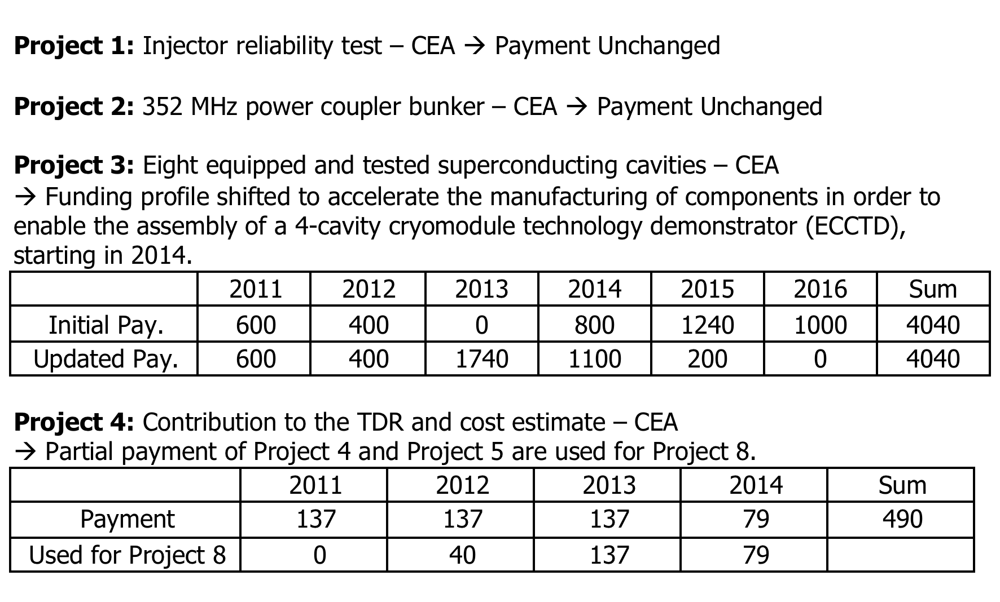 Project 1: Injector reliability test – CEA → Payment Unchanged
Project 2: 352 MHz power coupler bunker – CEA → Payment Unchanged
Project 3: Eight equipped and tested superconducting cavities – CEA
→ Funding profile shifted to accelerate the manufacturing of components in order to
enable the assembly of a 4-cavity cryomodule technology demonstrator (ECCTD),
starting in 2014.
2011 2012 2013 2014 2015 2016 Sum
Initial Pay. 600 400 0 800 1240 1000 4040
Updated Pay. 600 400 1740 1100 200 0 4040
Project 4: Contribution to the TDR and cost estimate – CEA
→ Partial payment of Project 4 and Project 5 are used for Project 8.
2011 2012 2013 2014 Sum
Payment 137 137 137 79 490
Used for Project 8 0 40 137 79